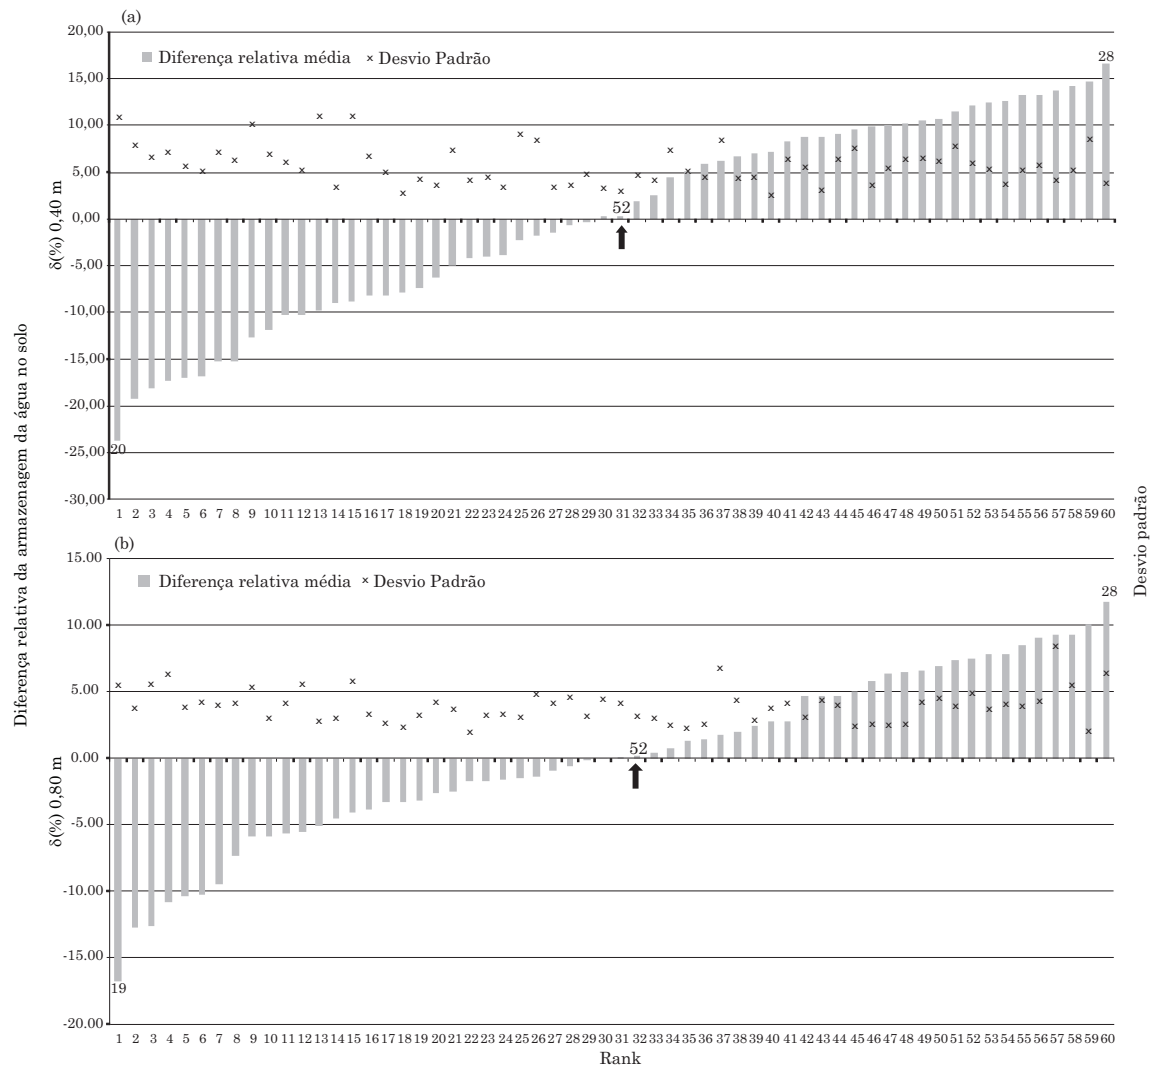 (a)
20,00
Diferença relativa média × Desvio Padrão
28
15,00
10,00
5,00
52
0,00
-5,00
-10,00
-15,00
-20,00
20
-25,00
-30,00
δ(%) 0,40 m
1 2 3 4 5 6 7 8 9 10 11 12 13 14 15 16 17 18 19 20 21 22 23 24 25 26 27 28 29 30 31 32 33 34 35 36 37 38 39 40 41 42 43 44 45 46 47 48 49 50 51 52 53 54 55 56 57 58 59 60
Diferença relativa da armazenagem da água no solo
Desvio padrão
(b)
15.00
Diferença relativa média × Desvio Padrão
28
10.00
5.00
52
0.00
-5.00
-10.00
-15.00
19
-20.00
δ(%) 0,80 m
1 2 3 4 5 6 7 8 9 10 11 12 13 14 15 16 17 18 19 20 21 22 23 24 25 26 27 28 29 30 31 32 33 34 35 36 37 38 39 40 41 42 43 44 45 46 47 48 49 50 51 52 53 54 55 56 57 58 59 60
Rank